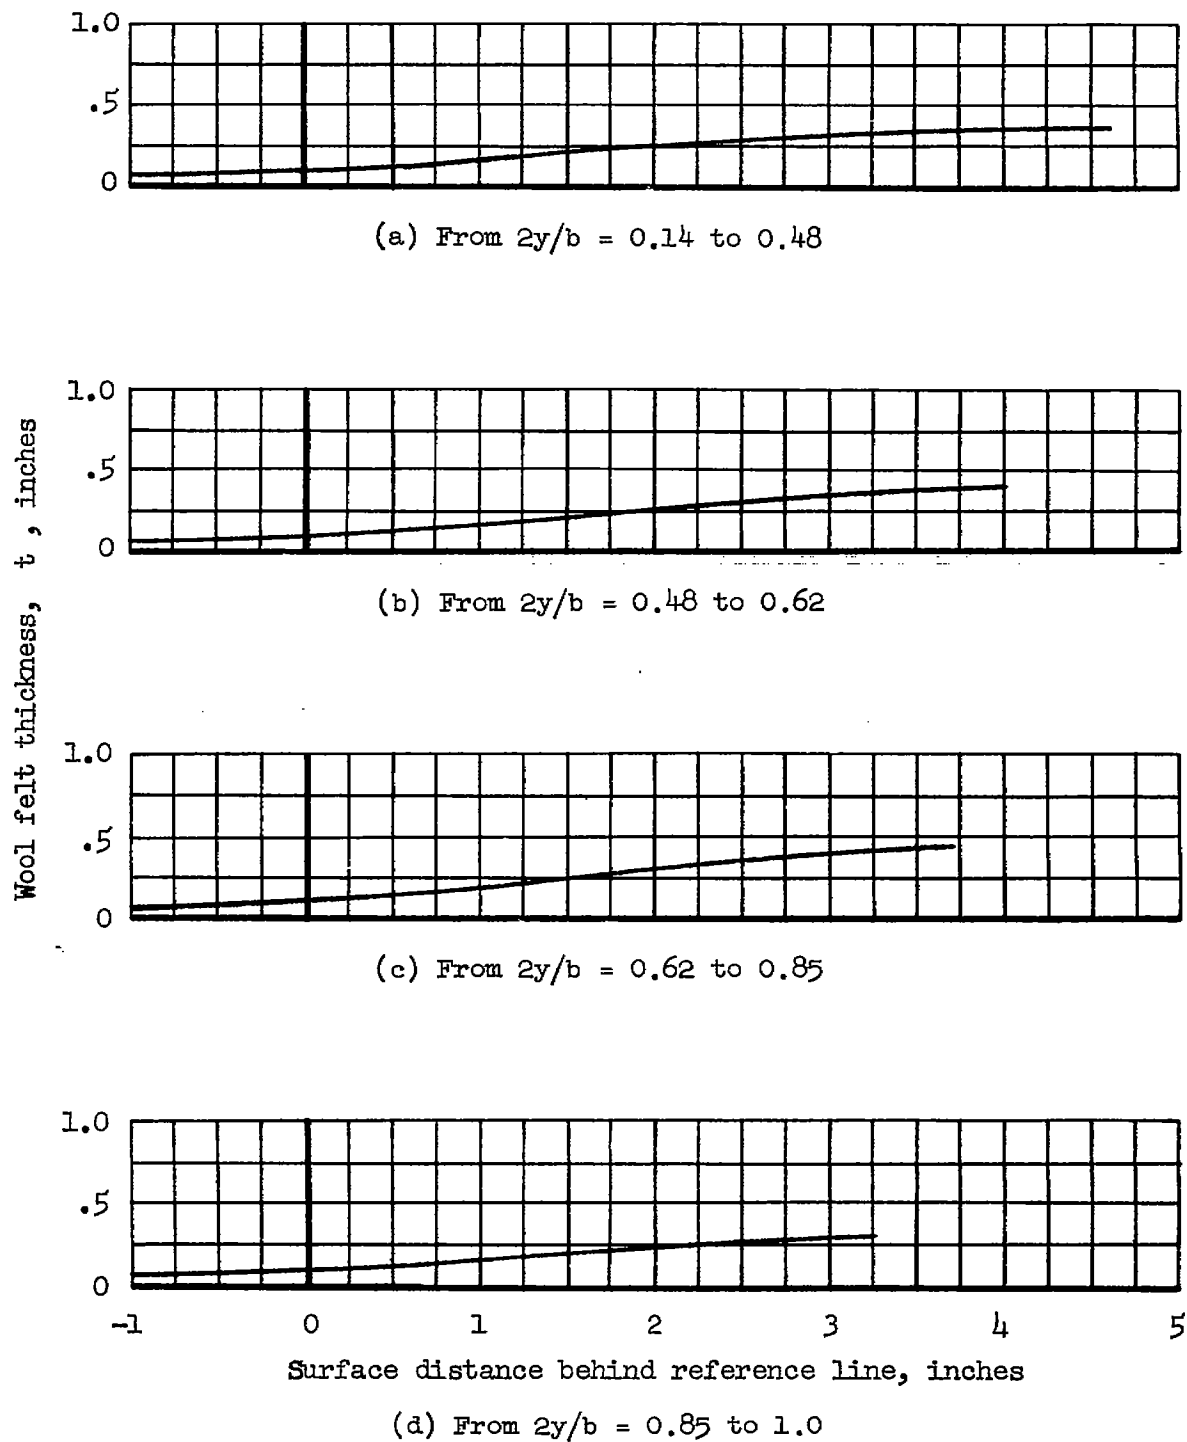 1.0
.5
0
(a) From 2y/b = 0.14 to 0.48
1.0
.5
0
(b) From 2y/b = 0.48 to 0.62
Wool felt thickness, t , inches
1.0
.5
0
(c) From 2y/b = 0.62 to 0.85
1.0
.5
0
-1 0 1 2 3 4 5
Surface distance behind reference line, inches
(d) From 2y/b = 0.85 to 1.0